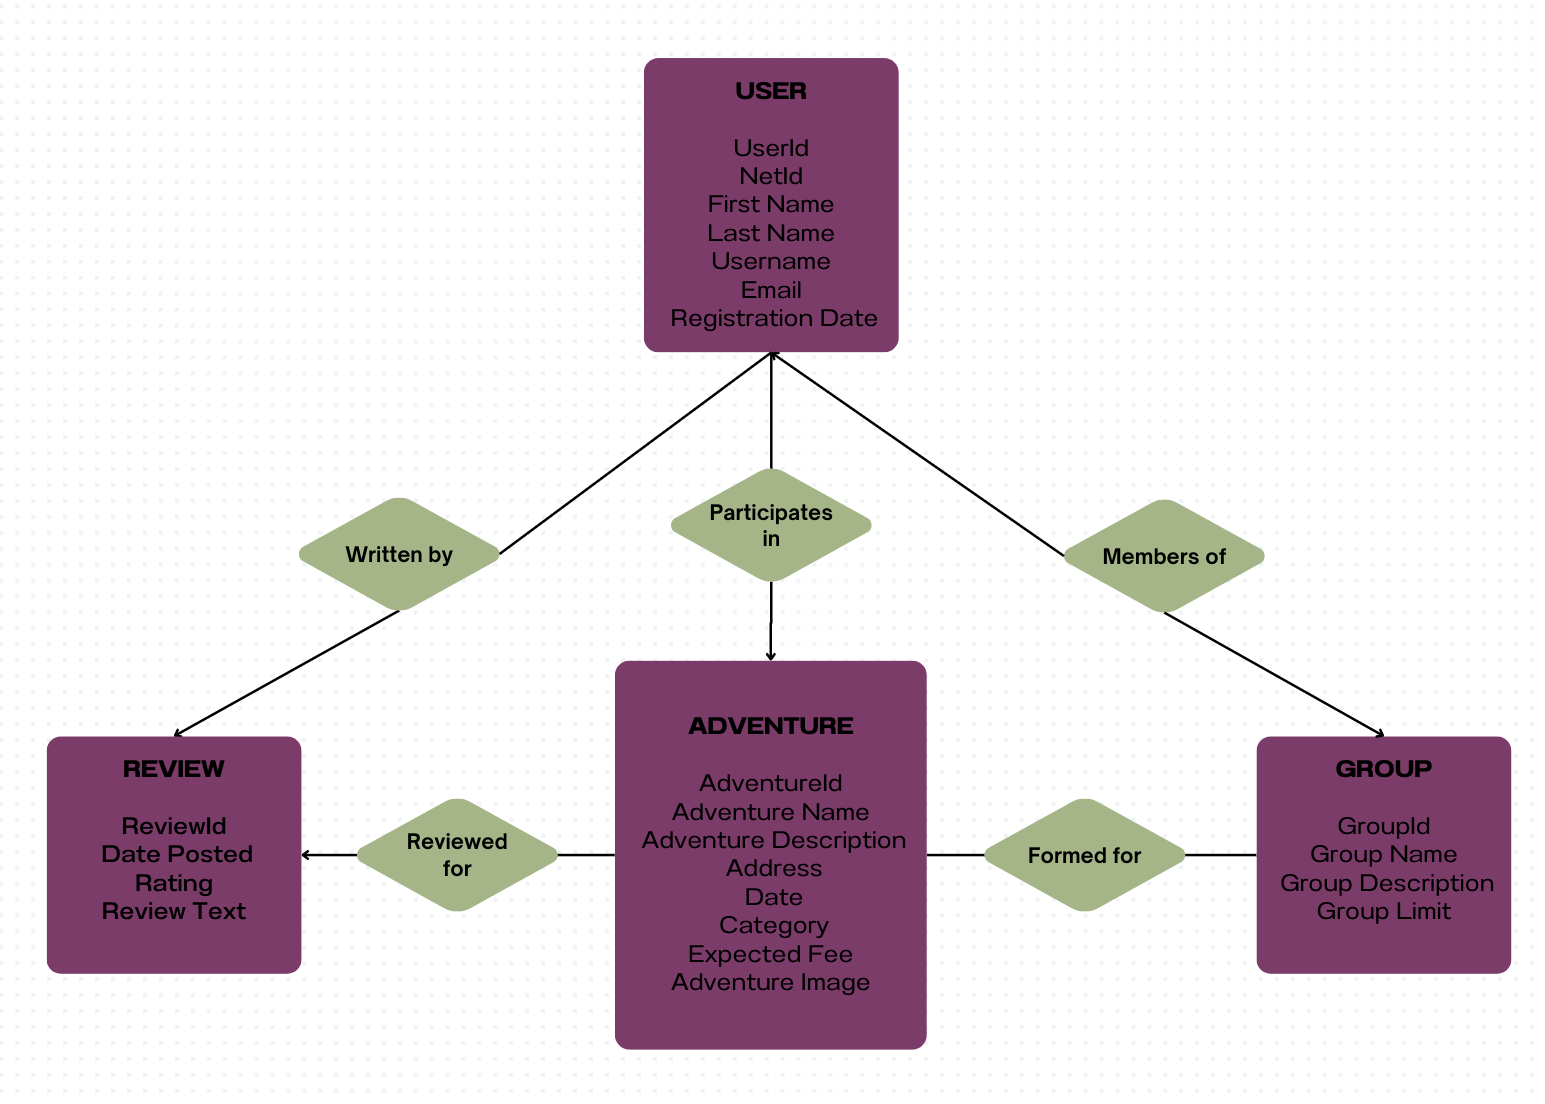 USER
UserId
NetId
First Name
Last Name
Username
Email
Registration Date
Written by
Participates
in
Members of
REVIEW
ReviewId
Date Posted
Rating
Review Text
Reviewed
for
ADVENTURE
AdventureId
Adventure Name
Adventure Description
Address
Date
Category
Expected Fee
Adventure Image
Formed for
GROUP
GroupId
Group Name
Group Description
Group Limit